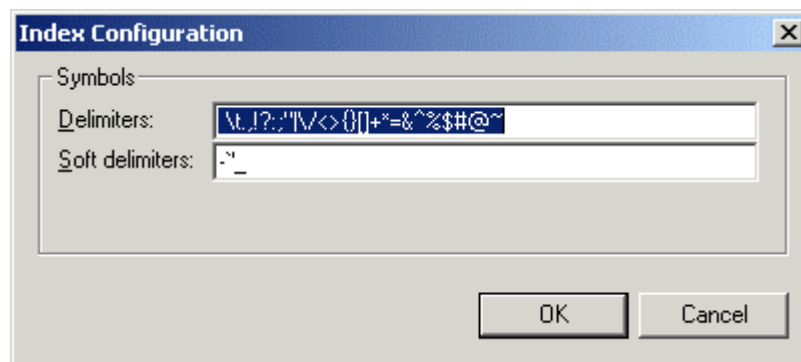 Index Configuration
Symbols
Delimiters: \t.,!?:;"|\/<>{}[]+*=&^%$#@~
Soft delimiters: -`'_
OK Cancel